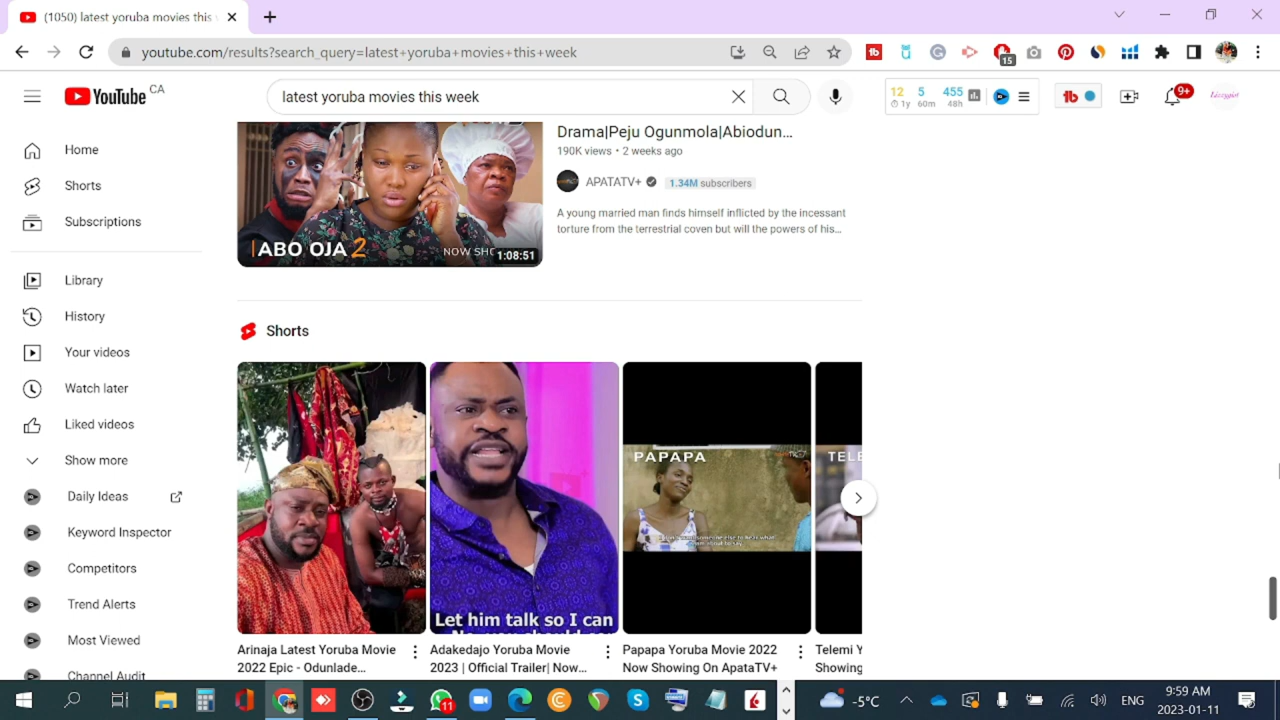 (1050) latest yoruba movies this
youtube.com/results?search_query=latest+yoruba+movies+this+week
15
YouTube CA
latest yoruba movies this week
12 5 455
1y 60m 48h
9+
Lizzygist
Home
Shorts
Subscriptions
Library
History
Your videos
Watch later
Liked videos
Show more
Daily Ideas
Keyword Inspector
Competitors
Trend Alerts
Most Viewed
Channel Audit
ABO OJA 2
NOW SHO
1:08:51
Drama|Peju Ogunmola|Abiodun...
190K views • 2 weeks ago
APATATV+
1.34M subscribers
A young married man finds himself inflicted by the incessant
torture from the terrestrial coven but will the powers of his...
Shorts
Let him talk so I can
PAPAPA
TELE
Arinaja Latest Yoruba Movie
2022 Epic - Odunlade...
Adakedajo Yoruba Movie
2023 | Official Trailer| Now...
Papapa Yoruba Movie 2022
Now Showing On ApataTV+
Telemi Y
Showing
11
-5°C
ENG
9:59 AM
2023-01-11